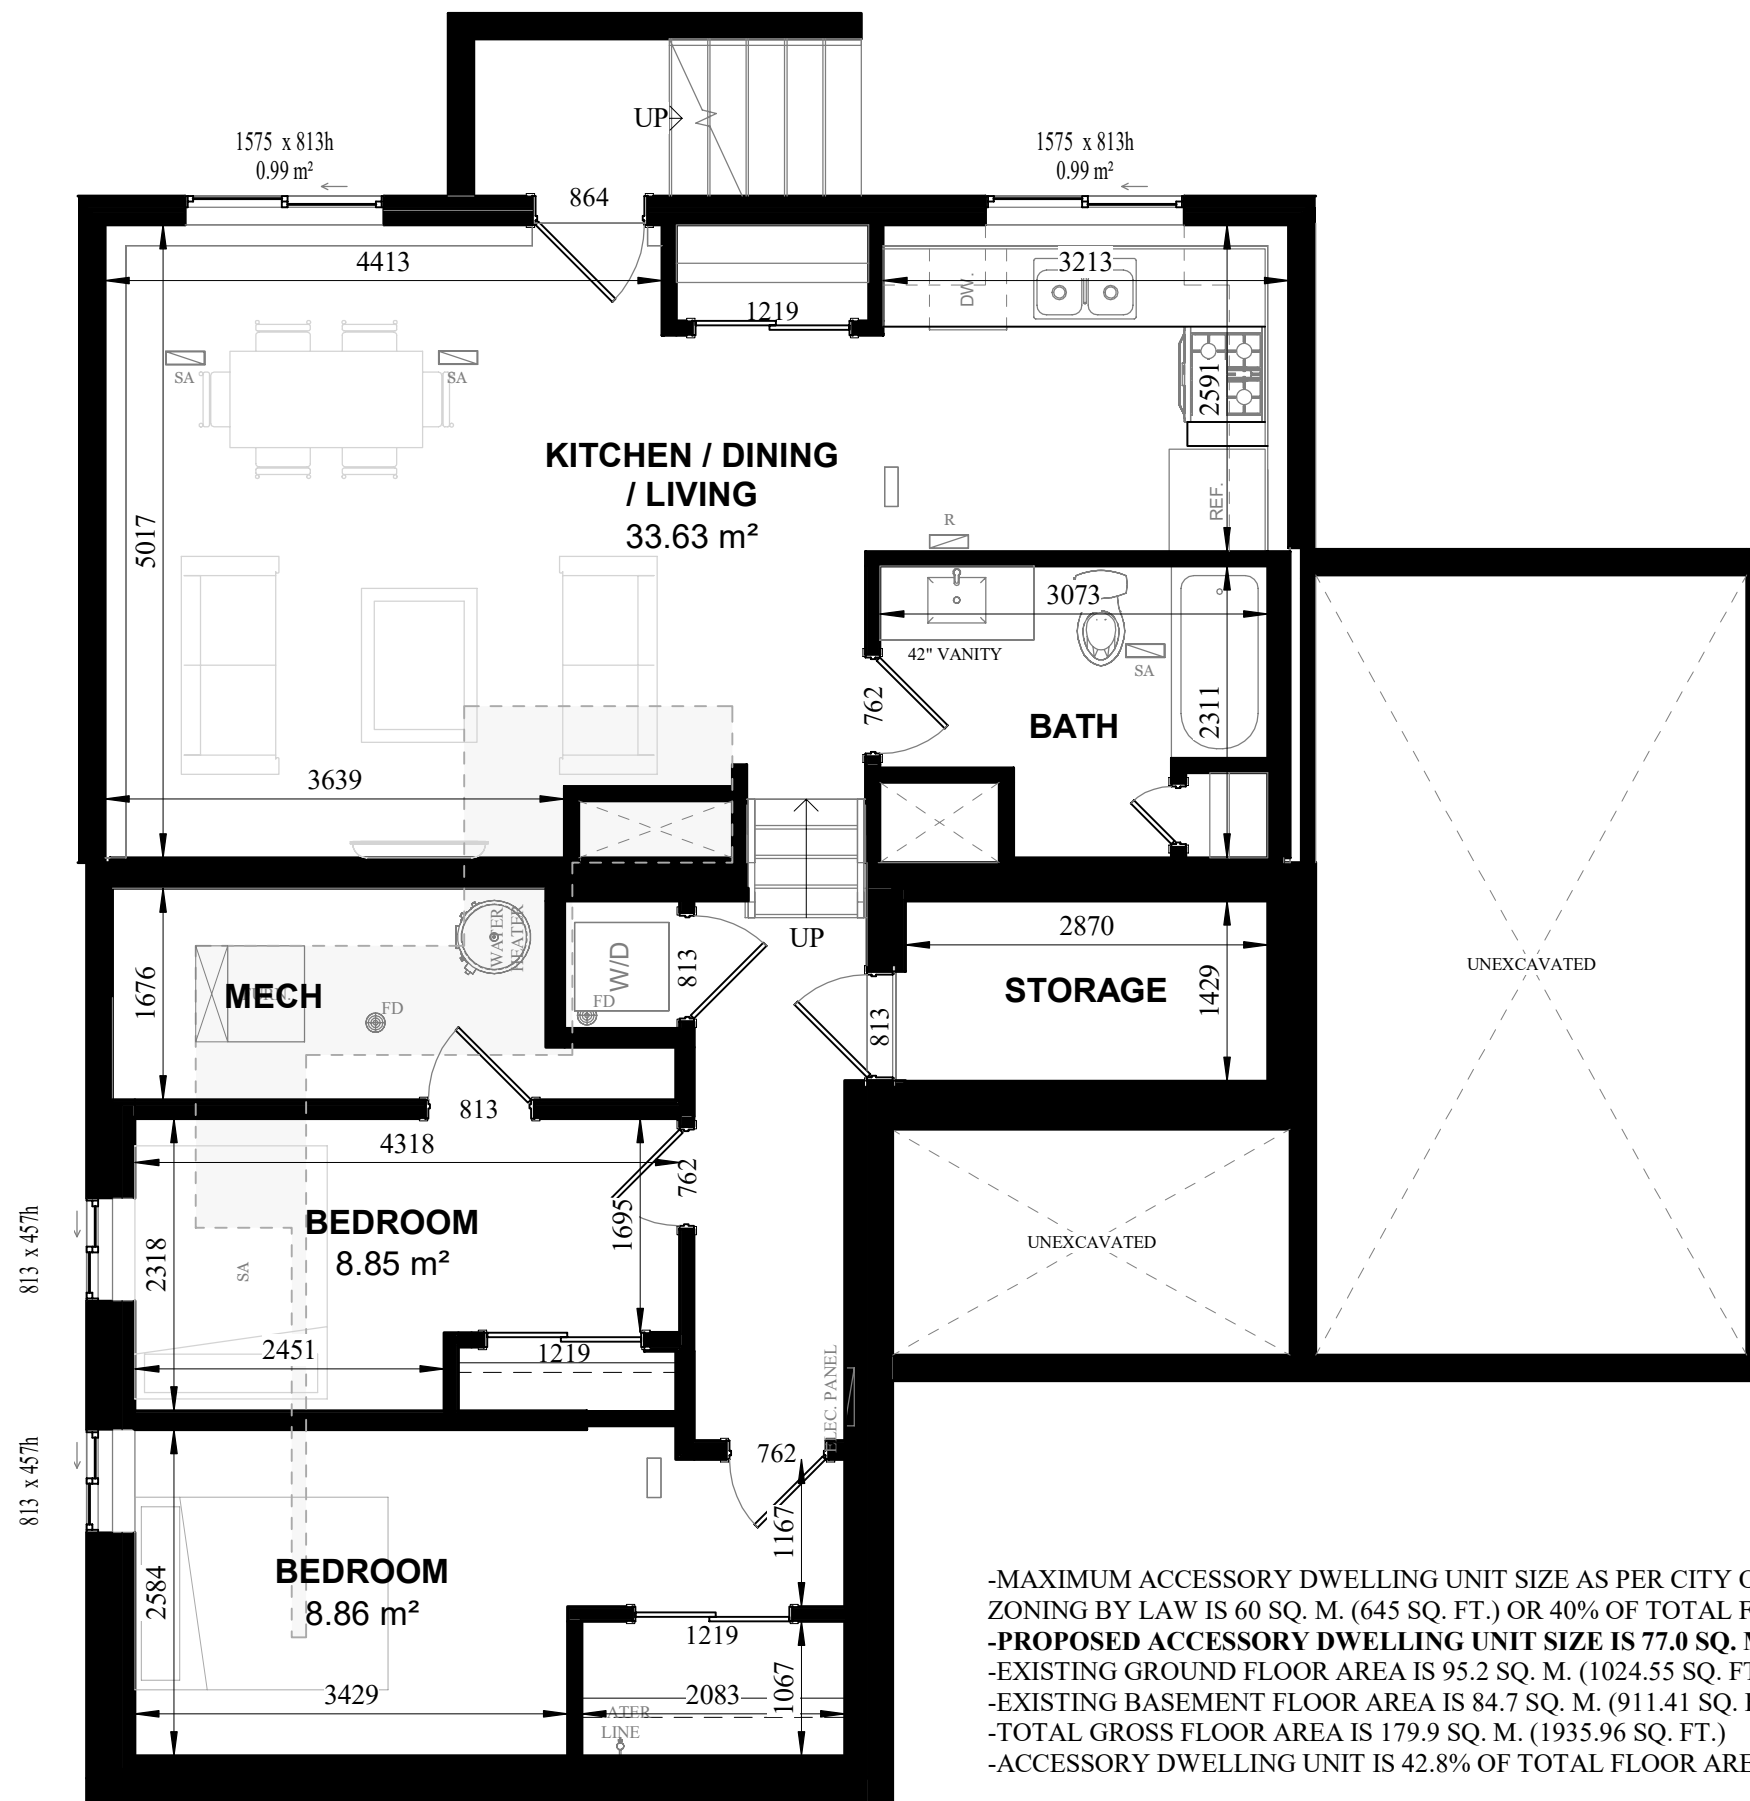 UP
1575 x 813h
0.99 m²
1575 x 813h
0.99 m²
864
4413
3213
1219
DW.
SA
SA
2591
KITCHEN / DINING
/ LIVING
33.63 m²
REF.
R
5017
3073
42" VANITY
SA
762
2311
BATH
3639
UP
WATER
HEATER
W/D
813
2870
1676
MECH
FD
FD
STORAGE
1429
UNEXCAVATED
813
813
4318
762
813 x 457h
BEDROOM
8.85 m²
1695
2318
SA
UNEXCAVATED
2451
1219
ELEC. PANEL
813 x 457h
762
1167
BEDROOM
8.86 m²
2584
1219
3429
2083
1067
LINE
-MAXIMUM ACCESSORY DWELLING UNIT SIZE AS PER CITY
ZONING BY LAW IS 60 SQ. M. (645 SQ. FT.) OR 40% OF TOTAL
-PROPOSED ACCESSORY DWELLING UNIT SIZE IS 77.0 SQ.
-EXISTING GROUND FLOOR AREA IS 95.2 SQ. M. (1024.55 SQ.
-EXISTING BASEMENT FLOOR AREA IS 84.7 SQ. M. (911.41 SQ.
-TOTAL GROSS FLOOR AREA IS 179.9 SQ. M. (1935.96 SQ. FT.)
-ACCESSORY DWELLING UNIT IS 42.8% OF TOTAL FLOOR